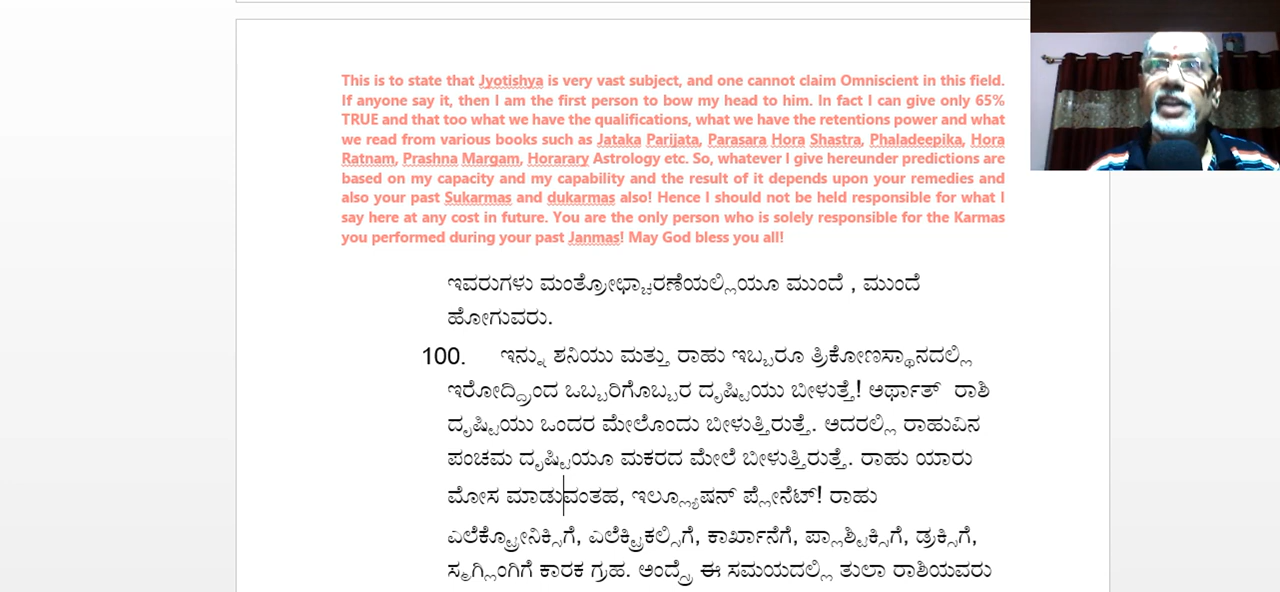 This is to state that Jyotishya is very vast subject, and one cannot claim Omniscient in this field.
If anyone say it, then I am the first person to bow my head to him. In fact I can give only 65%
TRUE and that too what we have the qualifications, what we have the retentions power and what
we read from various books such as Jataka Parijata, Parasara Hora Shastra, Phaladeepika, Hora
Ratnam, Prashna Margam, Horarary Astrology etc. So, whatever I give hereunder predictions are
based on my capacity and my capability and the result of it depends upon your remedies and
also your past Sukarmas and dukarmas also! Hence I should not be held responsible for what I
say here at any cost in future. You are the only person who is solely responsible for the Karmas
you performed during your past Janmas! May God bless you all!
ಇವರುಗಳು ಮಂತ್ರೋಛ್ಚಾರಣೆಯಲ್ಲಿಯೂ ಮುಂದೆ , ಮುಂದೆ
ಹೋಗುವರು.
100. ಇನ್ನು ಶನಿಯು ಮತ್ತು ರಾಹು ಇಬ್ಬರೂ ತ್ರಿಕೋಣಸ್ಥಾನದಲ್ಲಿ
ಇರೋದ್ದ್ರಿಂದ ಒಬ್ಬರಿಗೊಬ್ಬರ ದೃಷ್ಟಿಯು ಬೀಳುತ್ತೆ! ಅರ್ಥಾತ್ ರಾಶಿ
ದೃಷ್ಟಿಯು ಒಂದರ ಮೇಲೊಂದು ಬೀಳುತ್ತಿರುತ್ತೆ. ಅದರಲ್ಲಿ ರಾಹುವಿನ
ಪಂಚಮ ದೃಷ್ಟಿಯೂ ಮಕರದ ಮೇಲೆ ಬೀಳುತ್ತಿರುತ್ತೆ. ರಾಹು ಯಾರು
ಮೋಸ ಮಾಡುವಂತಹ, ಇಲ್ಲ್ಯೂಷನ್ ಪ್ಲೇನೆಟ್! ರಾಹು
ಎಲೆಕ್ಟ್ರೋನಿಕ್ಸಿಗೆ, ಎಲೆಕ್ಟ್ರಿಕಲ್ಸಿಗೆ, ಕಾರ್ಖಾನೆಗೆ, ಪ್ಲಾಶ್ಟಿಕ್ಸಿಗೆ, ಡ್ರಕ್ಸಿಗೆ,
ಸ್ಮಗ್ಲಿಂಗಿಗೆ ಕಾರಕ ಗ್ರಹ. ಅಂದ್ದ್ರೆ ಈ ಸಮಯದಲ್ಲಿ ತುಲಾ ರಾಶಿಯವರು